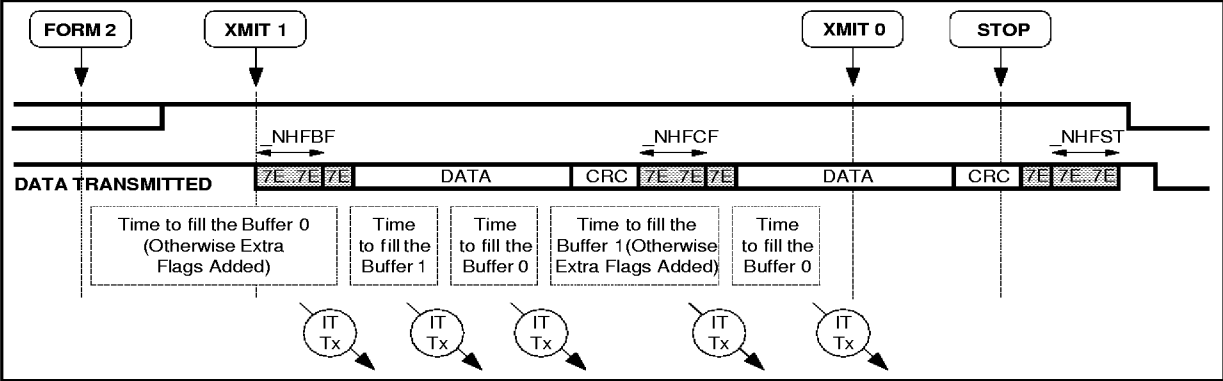 FORM 2 XMIT 1 XMIT 0 STOP
_NHFBF _NHFCF _NHFST
DATA TRANSMITTED 7E..7E 7E DATA CRC 7E..7E 7E DATA CRC 7E 7E..7E
Time to fill the Buffer 0
(Otherwise Extra
Flags Added)
Time
to fill the
Buffer 1
Time
to fill the
Buffer 0
Time to fill the
Buffer 1(Otherwise
Extra Flags Added)
Time
to fill the
Buffer 0
IT
Tx
IT
Tx
IT
Tx
IT
Tx
IT
Tx